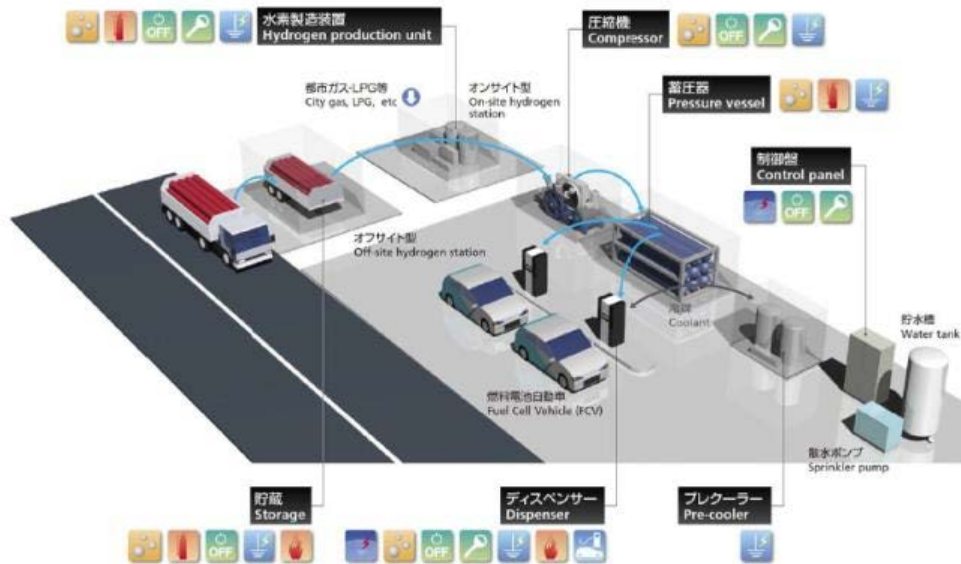 水素製造装置
Hydrogen production unit
OFF
圧縮機
Compressor
OFF
都市ガス・LPG等
City gas, LPG, etc
オンサイト型
On-site hydrogen
station
蓄圧器
Pressure vessel
制御盤
Control panel
OFF
オフサイト型
Off-site hydrogen station
Coolant
貯水槽
Water tank
燃料電池自動車
Fuel Cell Vehicle (FCV)
散水ポンプ
Sprinkler pump
貯蔵
Storage
OFF
ディスペンサー
Dispenser
OFF
プレクーラー
Pre-cooler